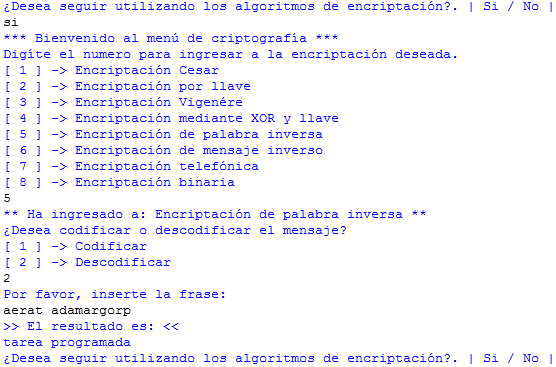 ¿Desea seguir utilizando los algoritmos de encriptación?. | Si / No |
si
*** Bienvenido al menú de criptografía ***
Digíte el numero para ingresar a la encriptación deseada.
[ 1 ] -> Encriptación Cesar
[ 2 ] -> Encriptación por llave
[ 3 ] -> Encriptación Vigenére
[ 4 ] -> Encriptación mediante XOR y llave
[ 5 ] -> Encriptación de palabra inversa
[ 6 ] -> Encriptación de mensaje inverso
[ 7 ] -> Encriptación telefónica
[ 8 ] -> Encriptación binaria
5
** Ha ingresado a: Encriptación de palabra inversa **
¿Desea codificar o descodificar el mensaje?
[ 1 ] -> Codificar
[ 2 ] -> Descodificar
2
Por favor, inserte la frase:
aerat adamargorp
>> El resultado es: <<
tarea programada
¿Desea seguir utilizando los algoritmos de encriptación?. | Si / No |